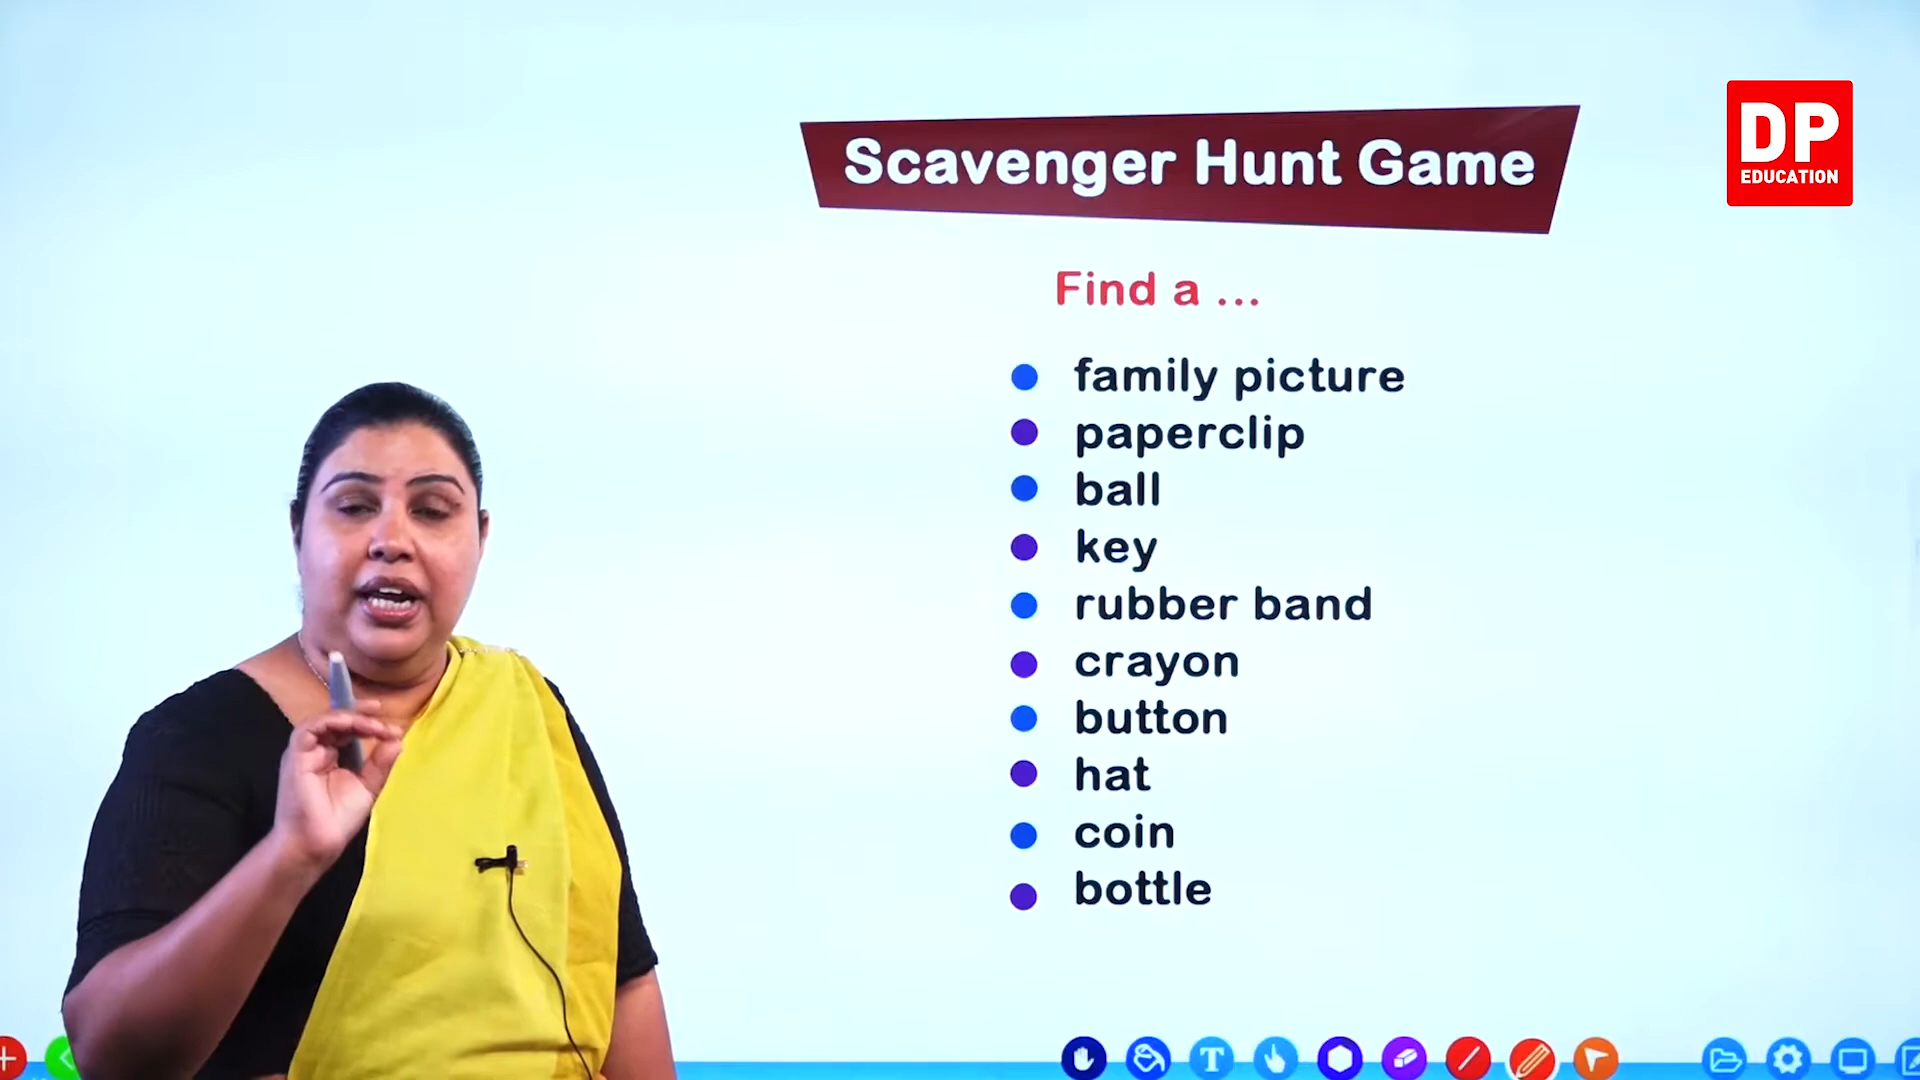 Scavenger Hunt Game
DP
EDUCATION
Find a ...
family picture
paperclip
ball
key
rubber band
crayon
button
hat
coin
bottle
T